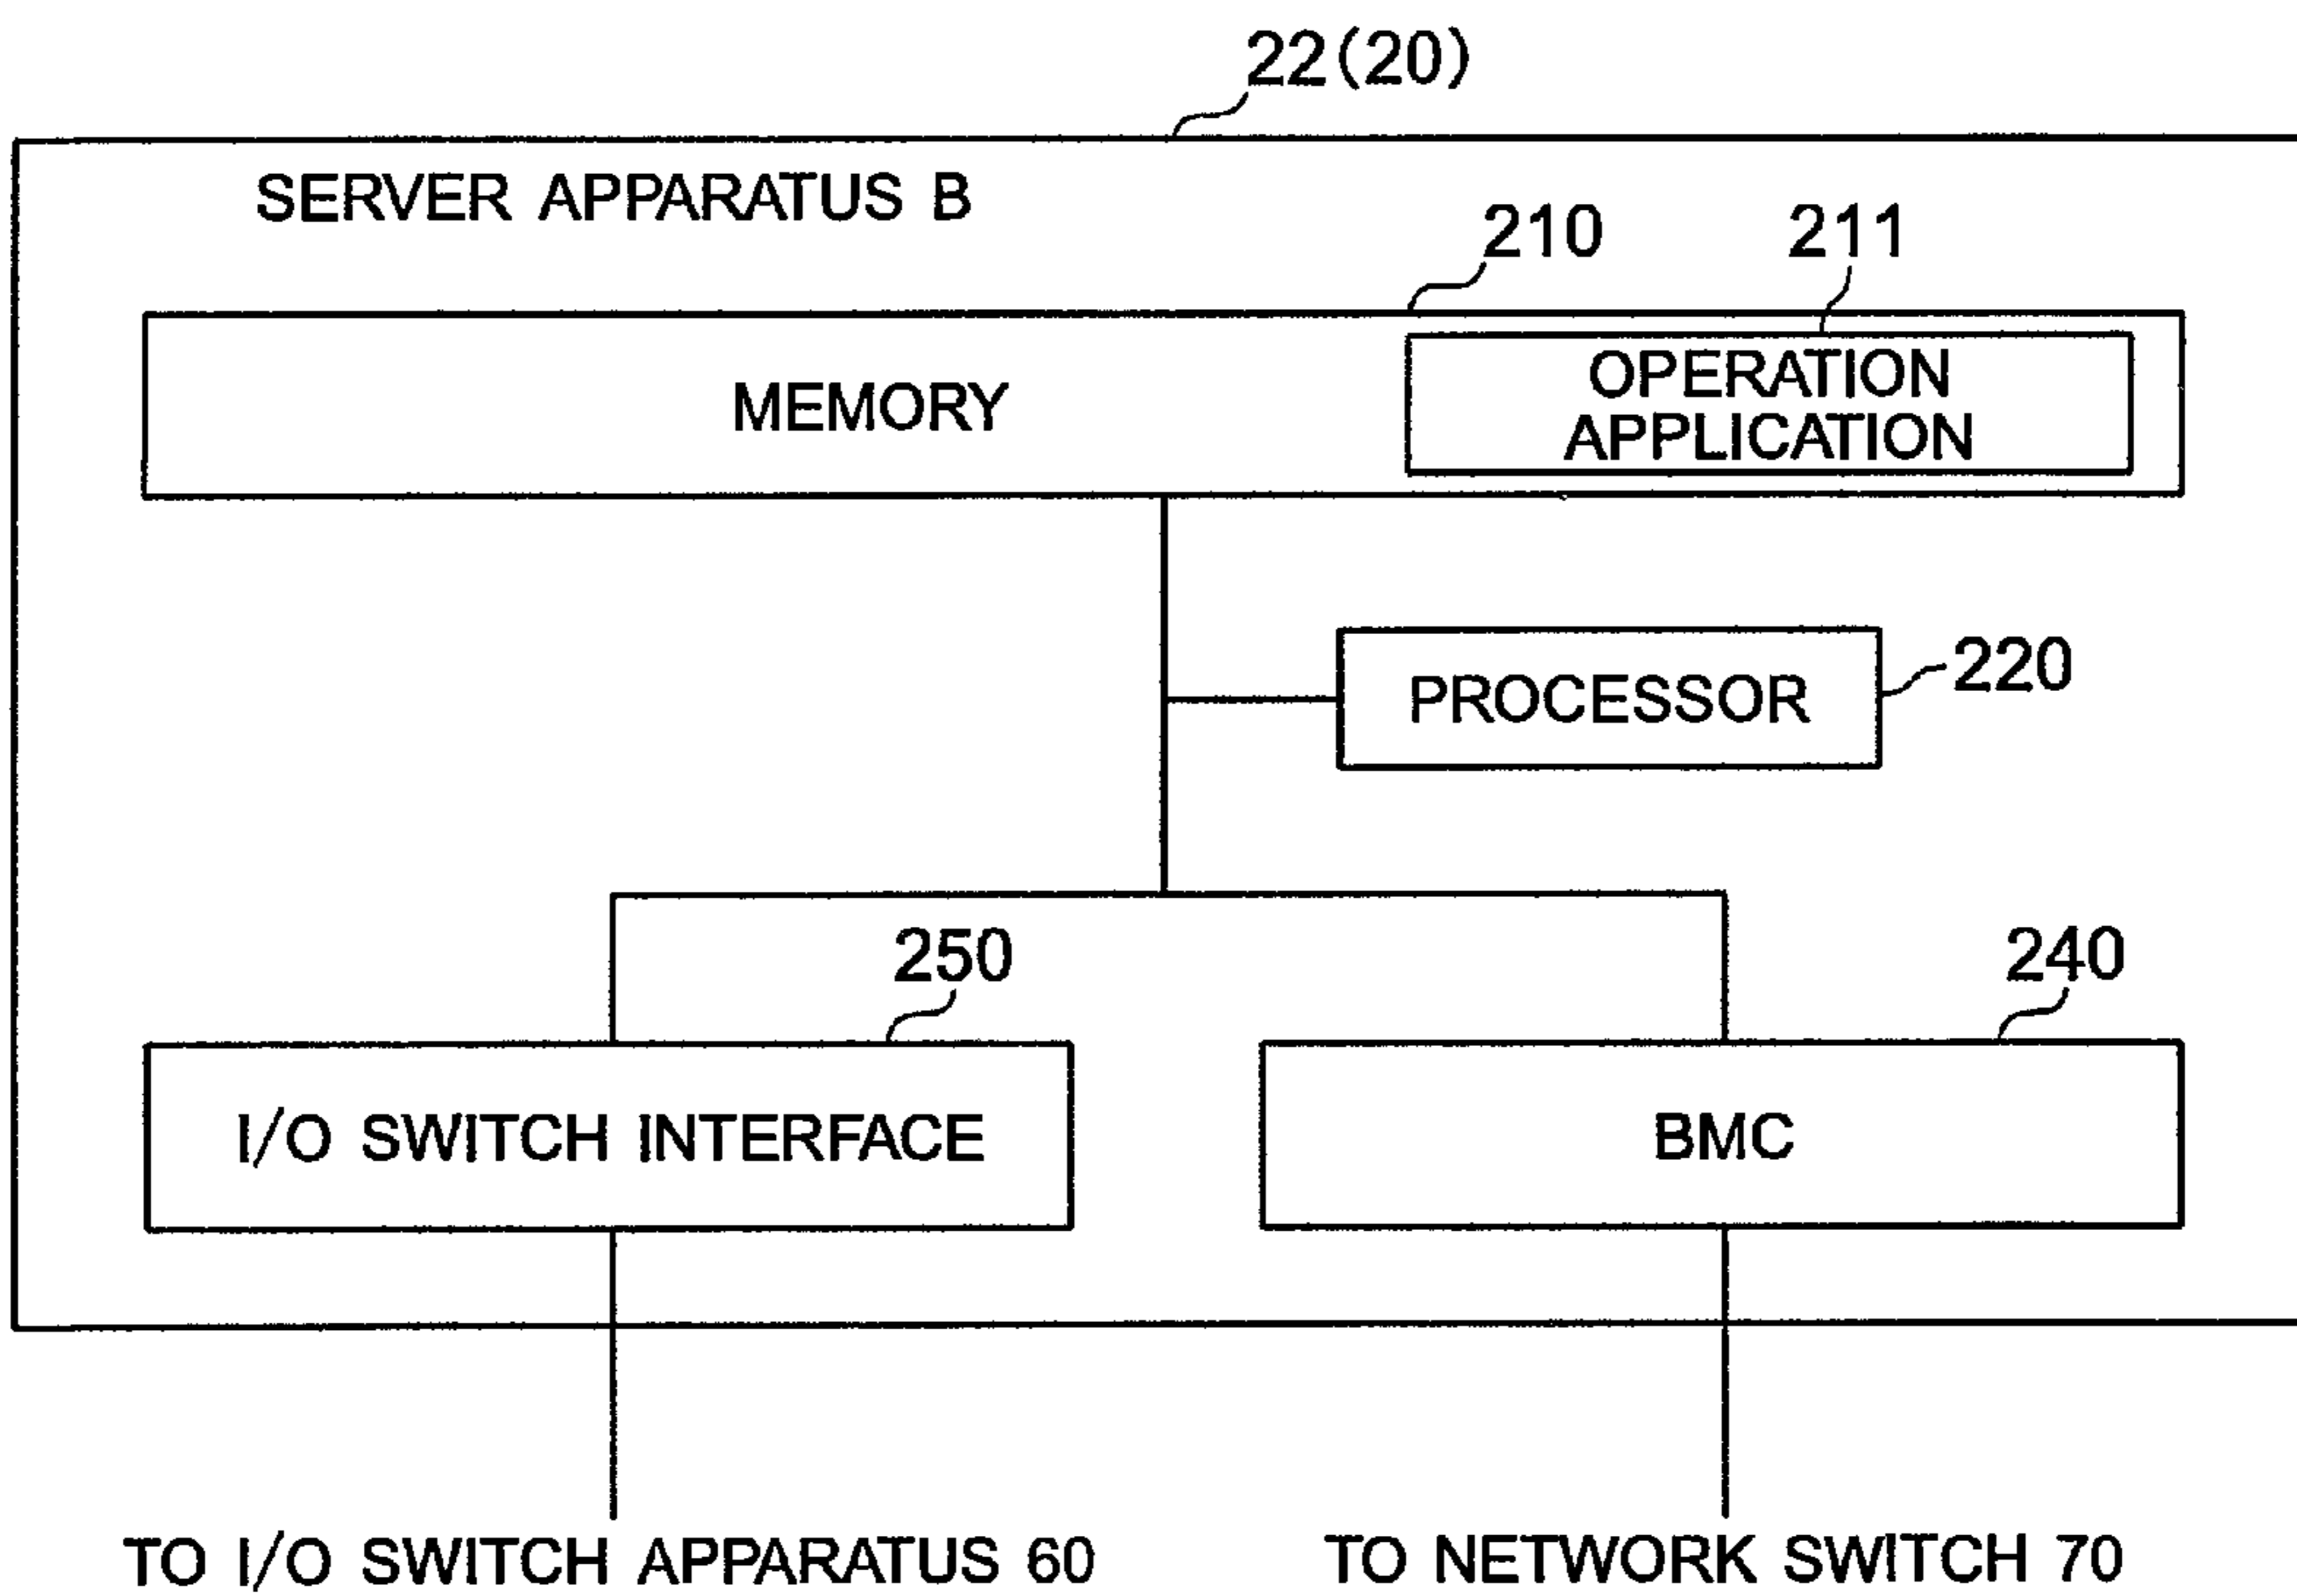 22(20)
SERVER APPARATUS B
210
211
MEMORY
OPERATION
APPLICATION
PROCESSOR
220
250
240
I/O SWITCH INTERFACE
BMC
TO I/O SWITCH APPARATUS 60
TO NETWORK SWITCH 70